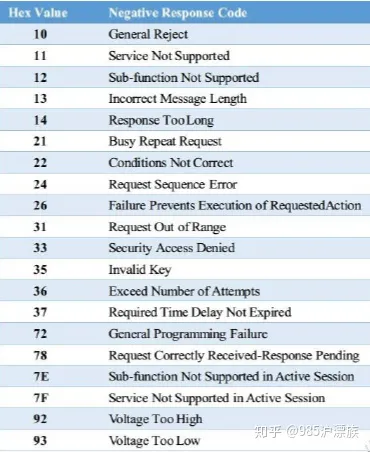 Hex Value Negative Response Code
10 General Reject
11 Service Not Supported
12 Sub-function Not Supported
13 Incorrect Message Length
14 Response Too Long
21 Busy Repeat Request
22 Conditions Not Correct
24 Request Sequence Error
26 Failure Prevents Execution of RequestedAction
31 Request Out of Range
33 Security Access Denied
35 Invalid Key
36 Exceed Number of Attempts
37 Required Time Delay Not Expired
72 General Programming Failure
78 Request Correctly Received-Response Pending
7E Sub-function Not Supported in Active Session
7F Service Not Supported in Active Session
92 Voltage Too High
93 Voltage Too Low
知乎 @985沪漂族